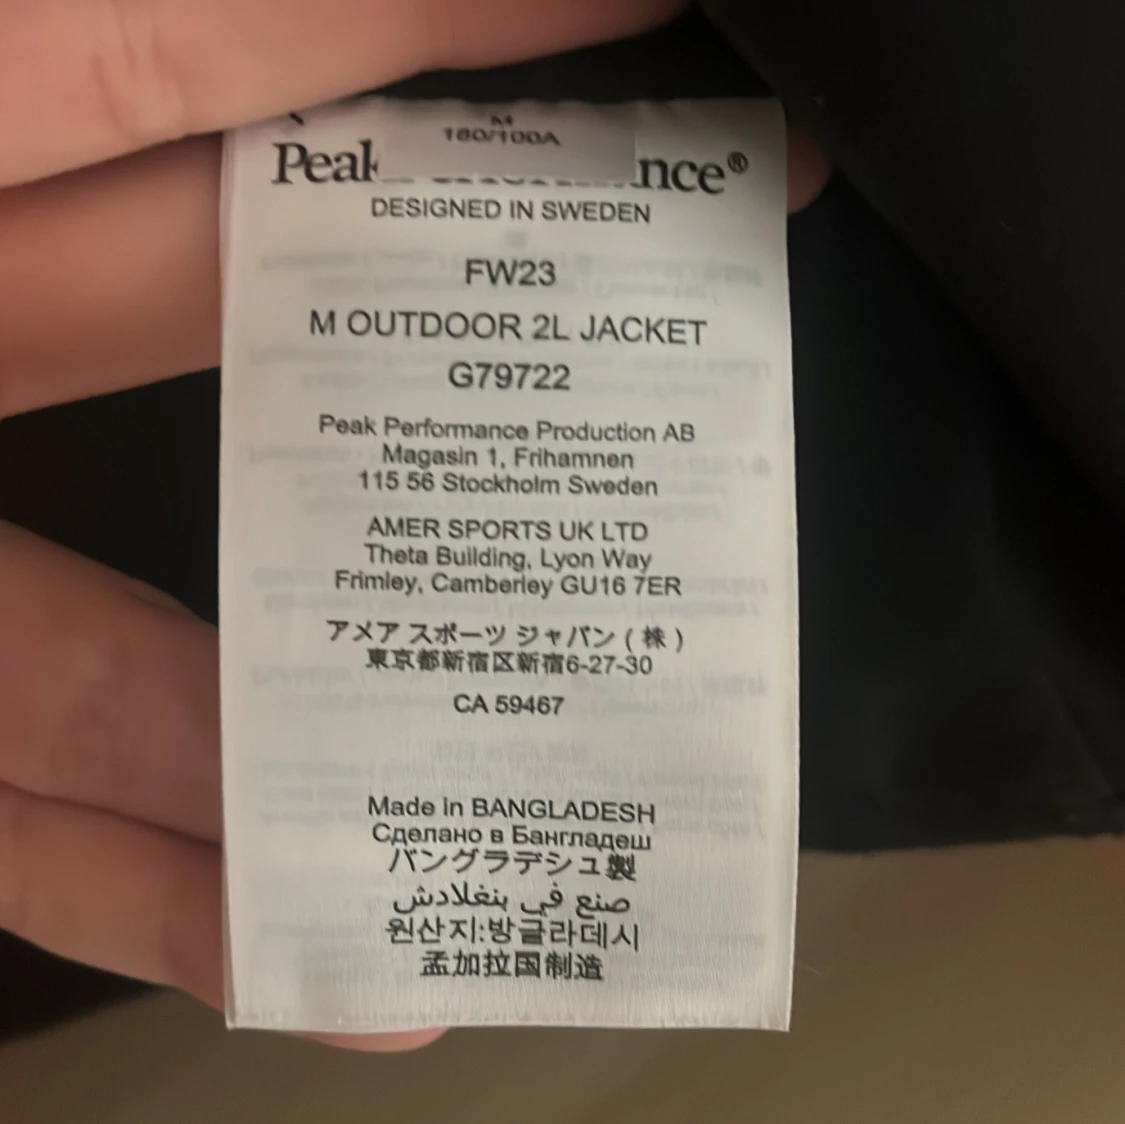 M
180/100A
Peak nce®
DESIGNED IN SWEDEN
FW23
M OUTDOOR 2L JACKET
G79722
Peak Performance Production AB
Magasin 1, Frihamnen
115 56 Stockholm Sweden
AMER SPORTS UK LTD
Theta Building, Lyon Way
Frimley, Camberley GU16 7ER
アメア スポーツ ジャパン ( 株 )
東京都新宿区新宿6-27-30
CA 59467
Made in BANGLADESH
Сделано в Бангладеш
バングラデシュ製
صنع في بنغلادش
원산지:방글라데시
孟加拉国制造